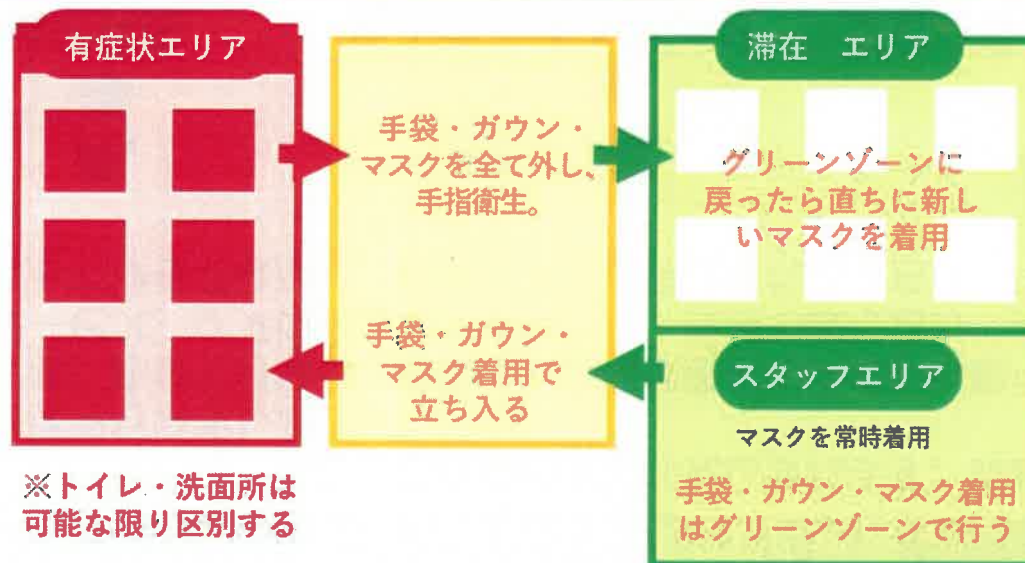 有症状エリア
手袋・ガウン・
マスクを全て外し、
手指衛生。
手袋・ガウン・
マスク着用で
立ち入る
滞在　エリア
グリーンゾーンに
戻ったら直ちに新し
いマスクを着用
スタッフエリア
マスクを常時着用
手袋・ガウン・マスク着用
はグリーンゾーンで行う
※トイレ・洗面所は
可能な限り区別する